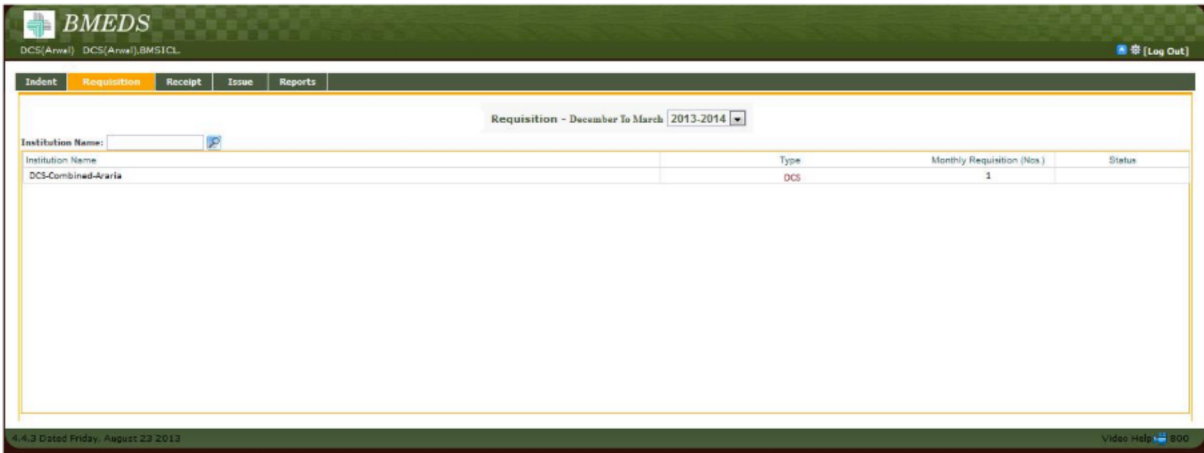 BMEDS
DCS(Arwal) DCS(Arwal),BMSICL. [Log Out]
Indent Requisition Receipt Issue Reports
Requisition - December To March 2013-2014
Institution Name:
Institution Name Type Monthly Requisition (Nos.) Status
DCS-Combined-Araria DCS 1
4.4.3 Dated Friday, August 23 2013 Video Help 800